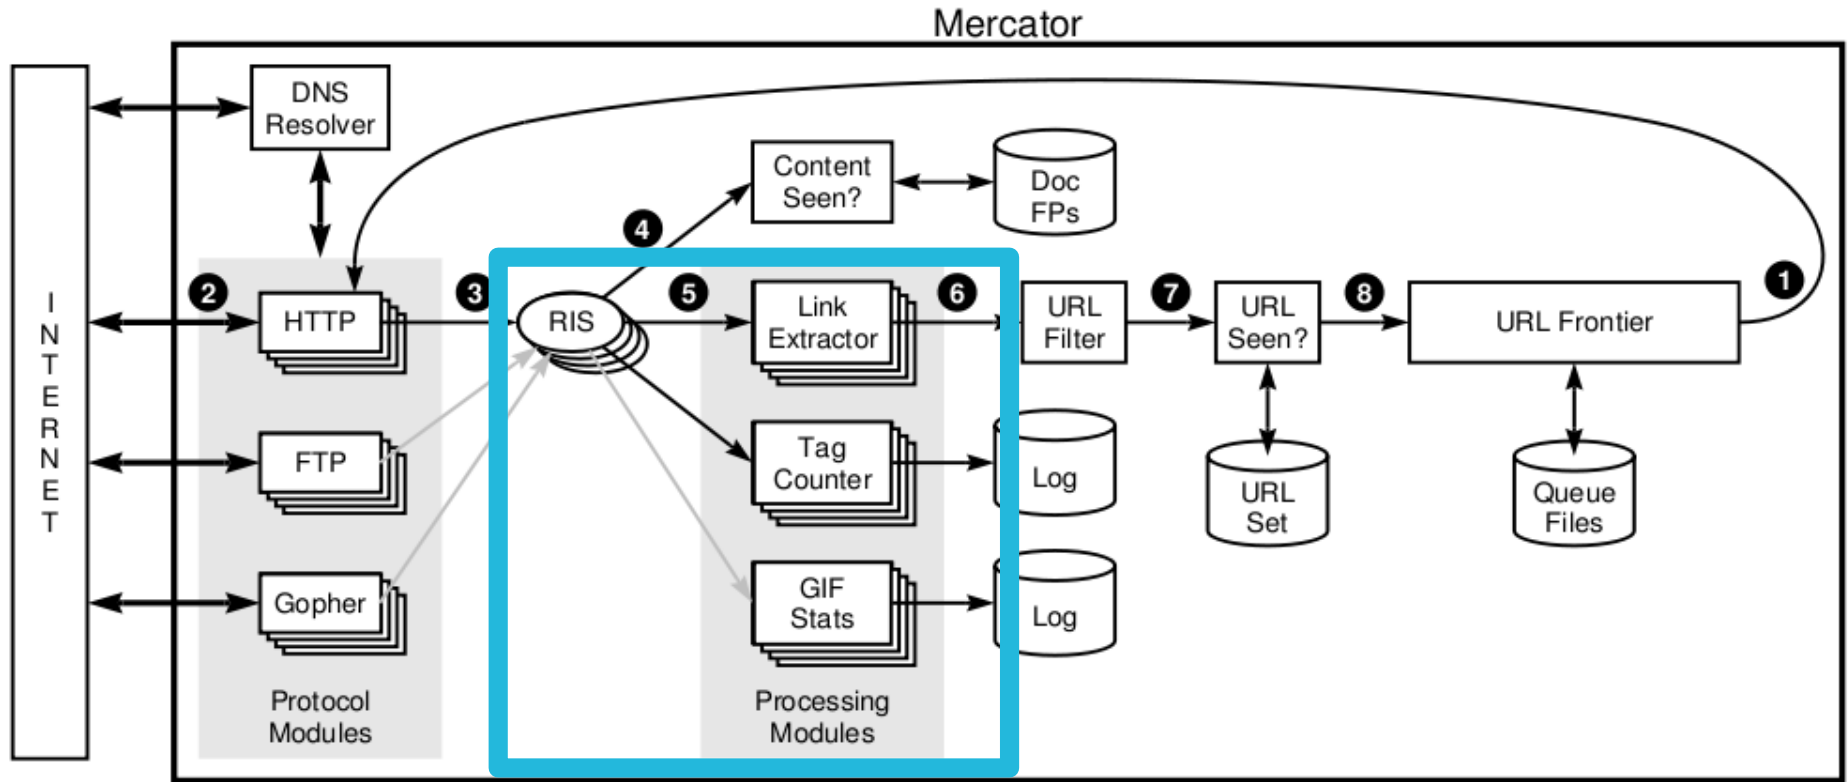 Mercator
INTERNET
DNS
Resolver
Content
Seen?
Doc
FPs
4
2
HTTP
3
RIS
5
Link
Extractor
6
URL
Filter
7
URL
Seen?
8
URL Frontier
1
FTP
Tag
Counter
Log
URL
Set
Queue
Files
Gopher
GIF
Stats
Log
Protocol
Modules
Processing
Modules